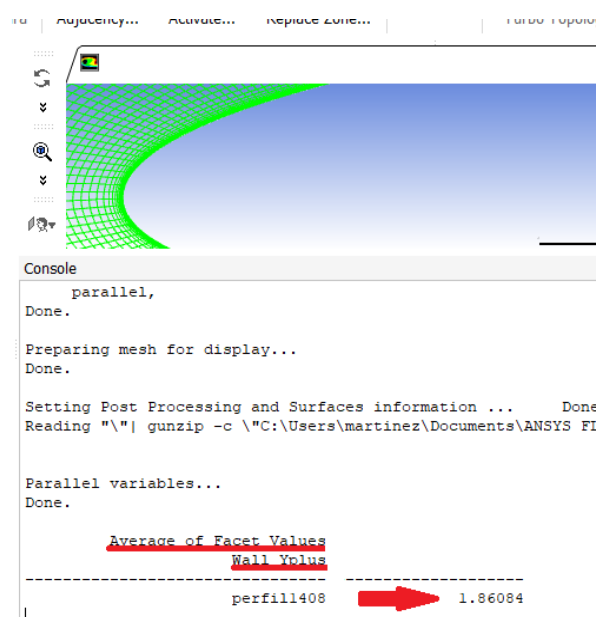 Adjacency... Activate... Replace Zone... Turbo Topolo
Console
parallel,
Done.
Preparing mesh for display...
Done.
Setting Post Processing and Surfaces information ... Done
Reading "\"| gunzip -c \"C:\Users\martinez\Documents\ANSYS FL
Parallel variables...
Done.
Average of Facet Values
Wall Yplus
-------------------------------- -------------------
perfil1408 1.86084